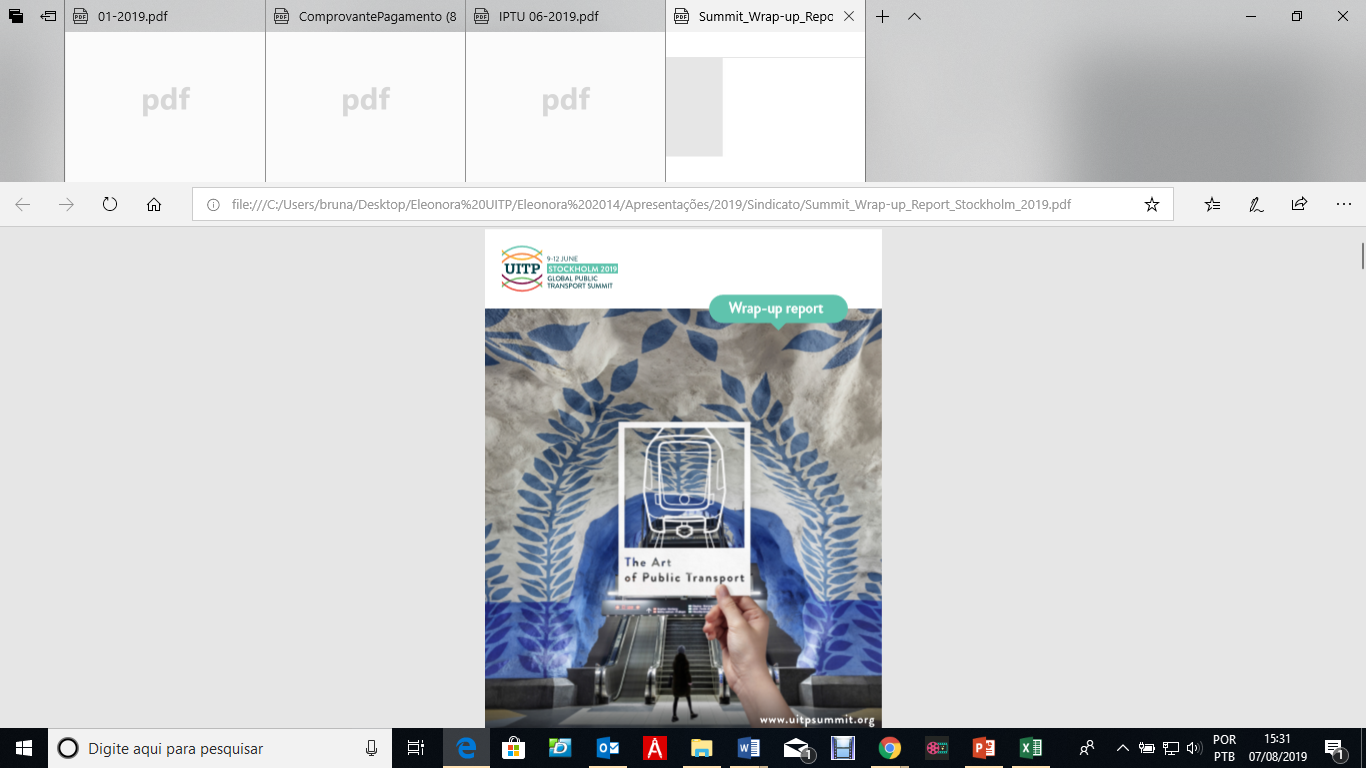 01-2019.pdf
ComprovantePagamento (8
IPTU 06-2019.pdf
Summit_Wrap-up_Repo
pdf
pdf
pdf
file:///C:/Users/bruna/Desktop/Eleonora%20UITP/Eleonora%202014/Apresentações/2019/Sindicato/Summit_Wrap-up_Report_Stockholm_2019.pdf
UITP
9-12 JUNE
STOCKHOLM 2019
GLOBAL PUBLIC
TRANSPORT SUMMIT
Wrap-up report
The Art
of Public Transport
www.uitpsummit.org
Digite aqui para pesquisar
POR
PTB
15:31
07/08/2019